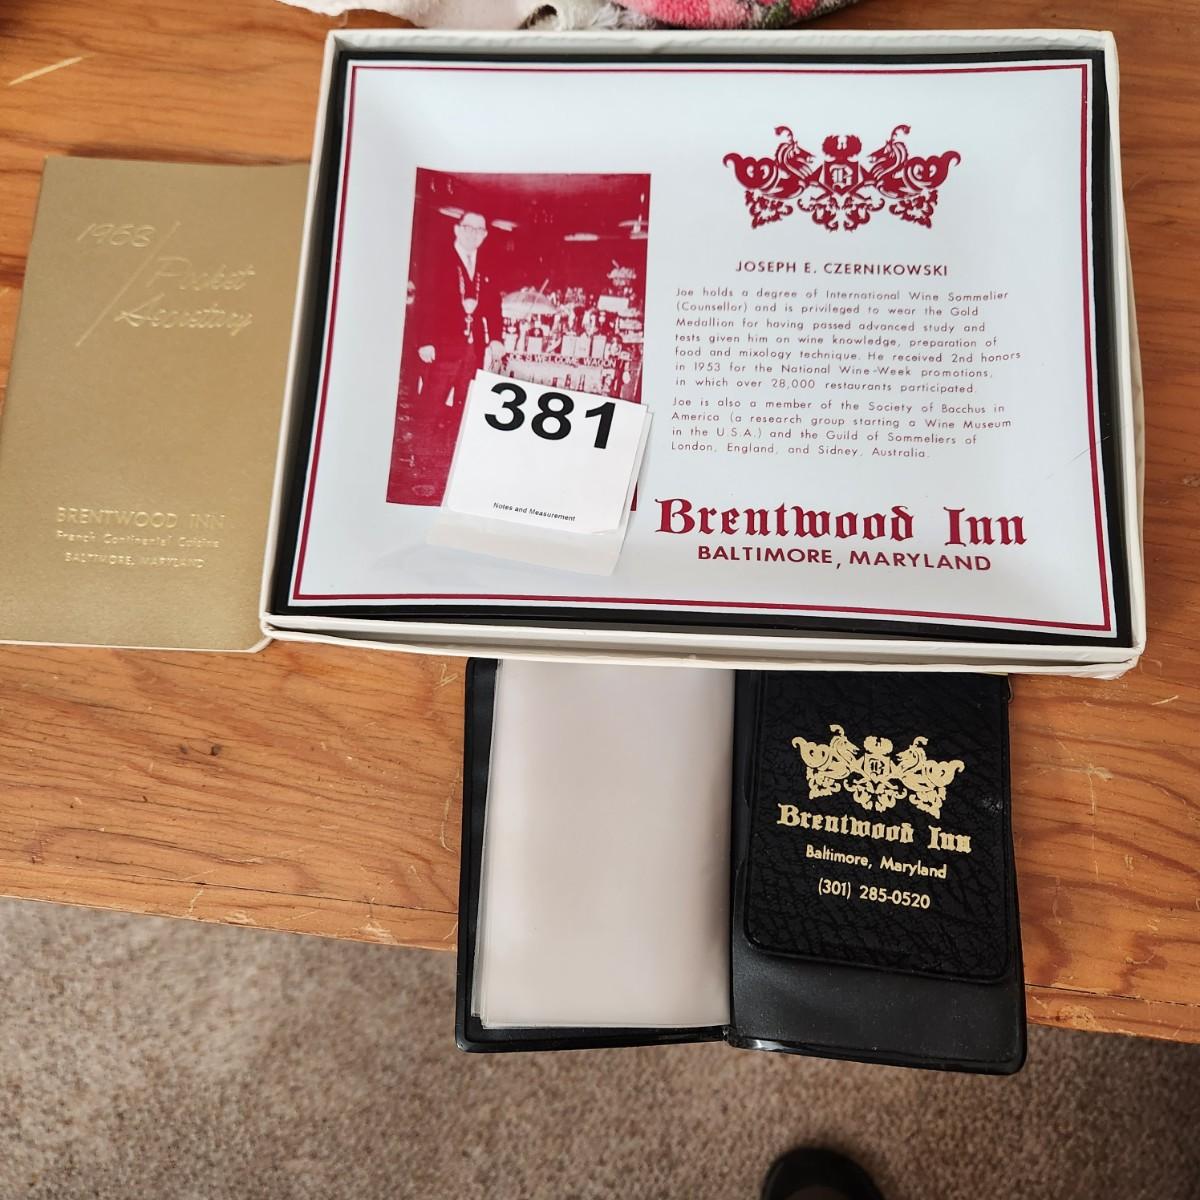 1963
Pocket
Secretary
BRENTWOOD INN
French Continental Cuisine
BALTIMORE, MARYLAND
B
JOSEPH E. CZERNIKOWSKI
Joe holds a degree of International Wine Sommelier
(Counsellor) and is privileged to wear the Gold
Medallion for having passed advanced study and
tests given him on wine knowledge, preparation of
food and mixology technique. He received 2nd honors
in 1953 for the National Wine-Week promotions,
in which over 28,000 restaurants participated.
Joe is also a member of the Society of Bacchus in
America (a research group starting a Wine Museum
in the U.S.A.) and the Guild of Sommeliers of
London, England, and Sidney, Australia.
JOE'S WELCOME WAGON
381
Notes and Measurement
Brentwood Inn
BALTIMORE, MARYLAND
B
Brentwood Inn
Baltimore, Maryland
(301) 285-0520